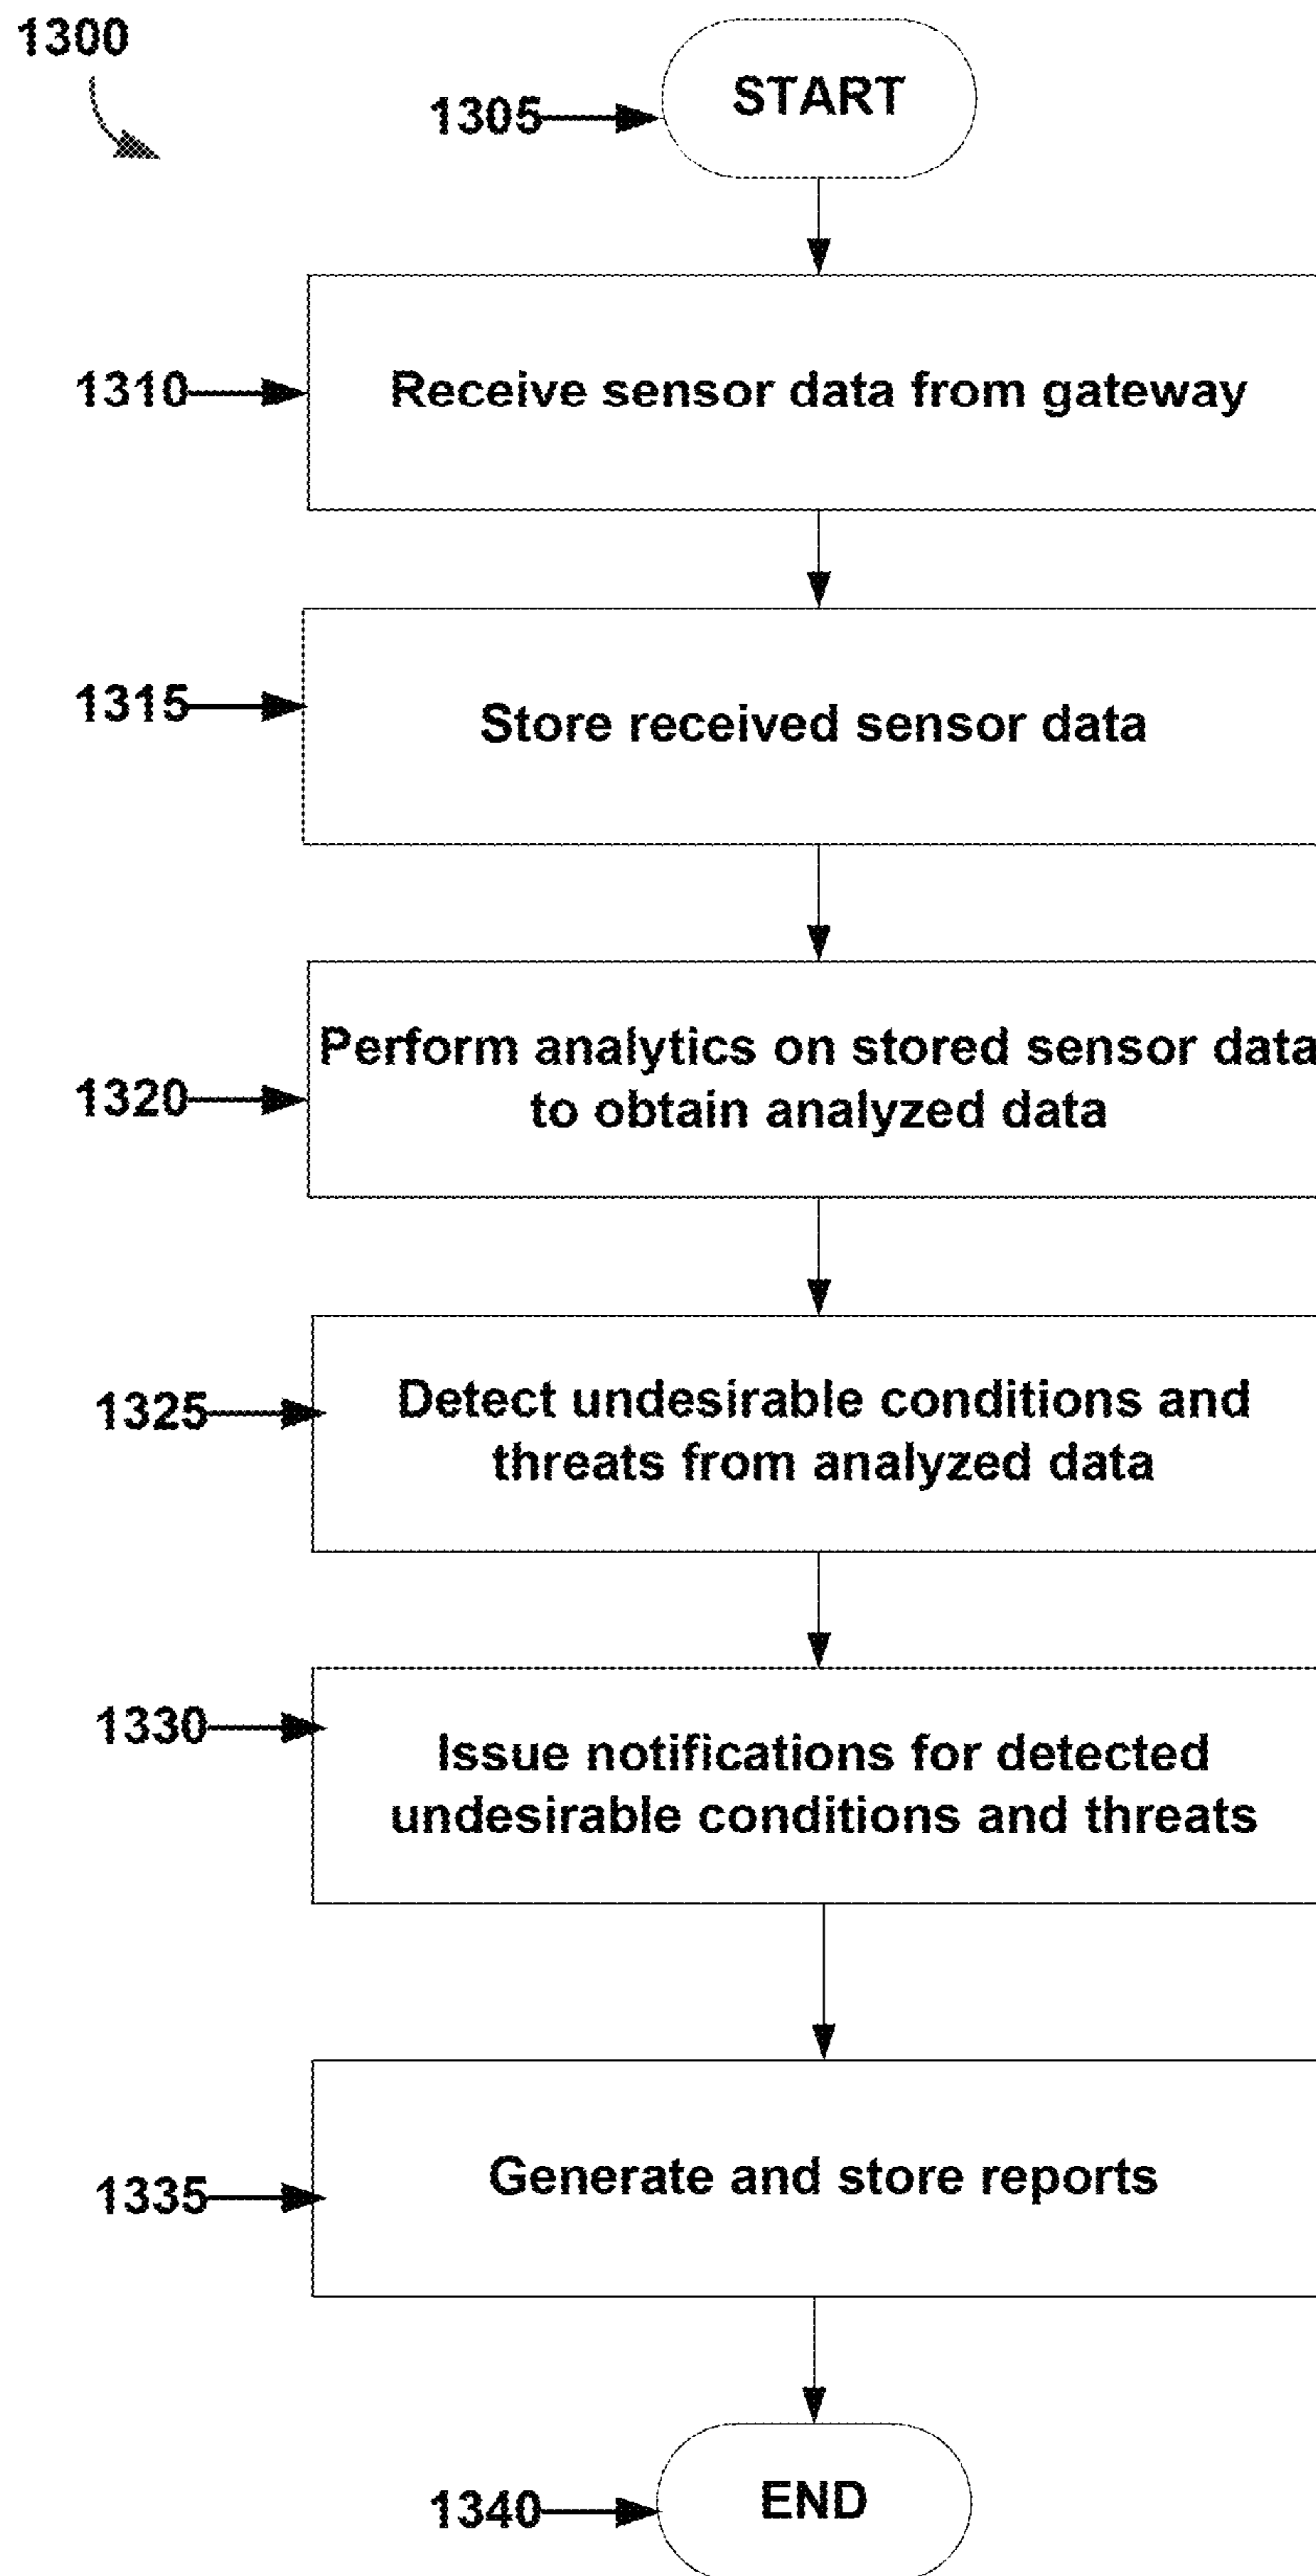 1300
1305
START
1310
Receive sensor data from gateway
1315
Store received sensor data
1320
Perform analytics on stored sensor data
to obtain analyzed data
1325
Detect undesirable conditions and
threats from analyzed data
1330
Issue notifications for detected
undesirable conditions and threats
1335
Generate and store reports
1340
END